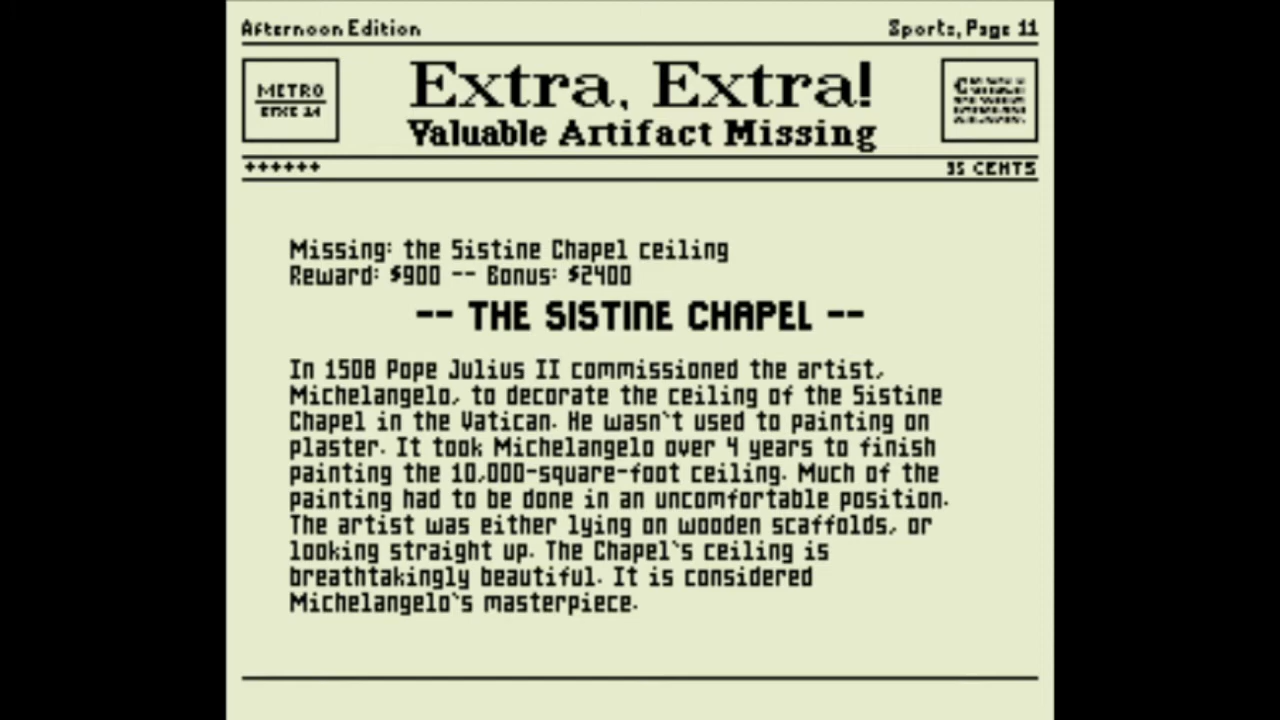 Afternoon Edition
Sports, Page 11
METRO
Extra, Extra!
Valuable Artifact Missing
++++++
35 CENTS
Missing: the Sistine Chapel ceiling
Reward: $900 -- Bonus: $2400
-- THE SISTINE CHAPEL --
In 1508 Pope Julius II commissioned the artist,
Michelangelo, to decorate the ceiling of the Sistine
Chapel in the Vatican. He wasn't used to painting on
plaster. It took Michelangelo over 4 years to finish
painting the 10,000-square-foot ceiling. Much of the
painting had to be done in an uncomfortable position.
The artist was either lying on wooden scaffolds, or
looking straight up. The Chapel's ceiling is
breathtakingly beautiful. It is considered
Michelangelo's masterpiece.